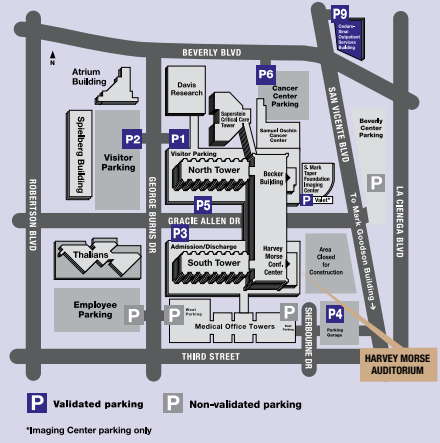 P9
Cedars-
Sinai
Outpatient
Services
Building
BEVERLY BLVD
N
Atrium
Building
Davis
Research
P6
Cancer
Center
Parking
Saperstein
Critical Care
Tower
Samuel Oschin
Cancer
Center
Beverly
Center
Parking
SAN VICENTE BLVD
Spielberg Building
P2
Visitor
Parking
P1
Visitor Parking
North Tower
Becker
Building
S. Mark
Taper
Foundation
Imaging
Center
P Valet*
P
ROBERTSON BLVD
GEORGE BURNS DR
P5
GRACIE ALLEN DR
To Mark Goodson Building →
LA CIENEGA BLVD
P3
Admission/Discharge
South Tower
Harvey
Morse
Conf.
Center
Area
Closed
for
Construction
Thalians
Employee
Parking
P
P
West
Parking
Medical Office Towers
P
East
Parking
SHERBOURNE DR
P4
Parking
Garage
THIRD STREET
HARVEY MORSE
AUDITORIUM
P Validated parking
P Non-validated parking
*Imaging Center parking only